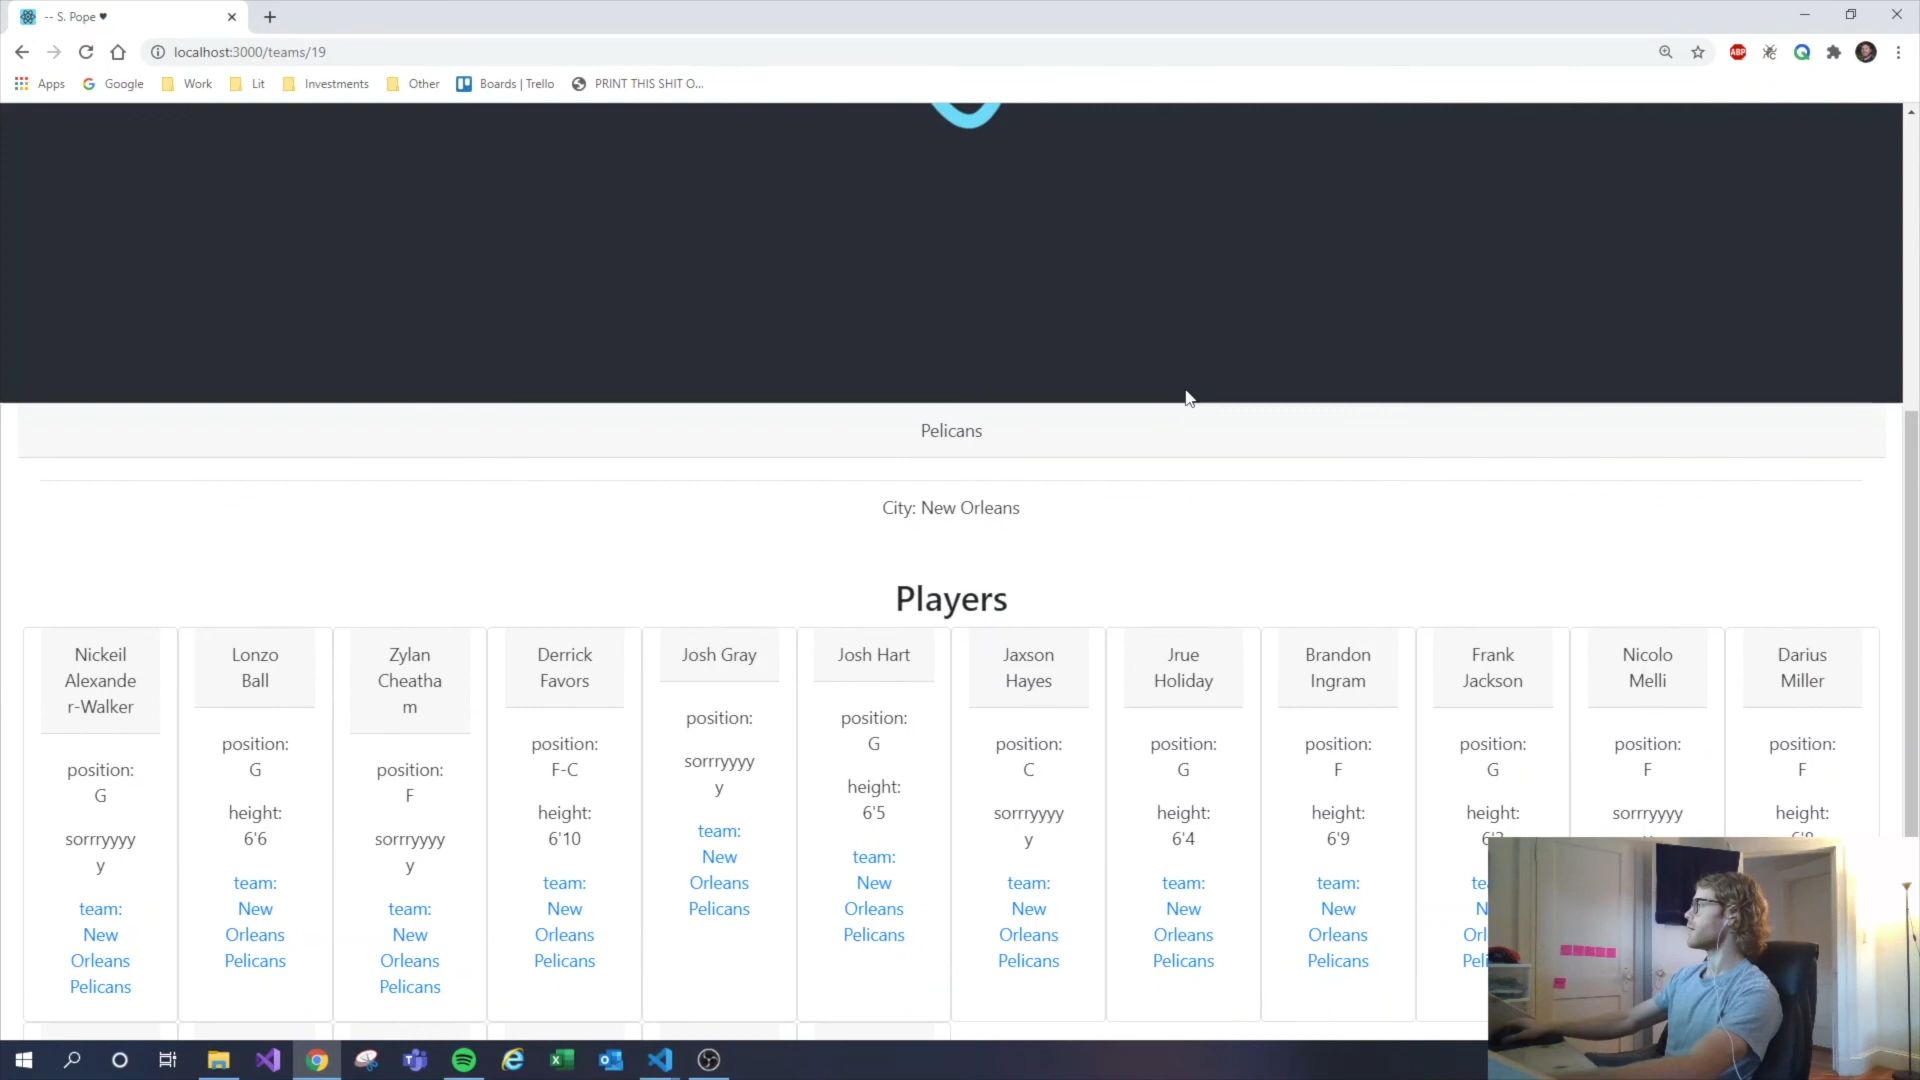 -- S. Pope ♥
localhost:3000/teams/19
ABP
Apps
Google
Work
Lit
Investments
Other
Boards | Trello
PRINT THIS SHIT O...
Pelicans
City: New Orleans
Players
Nickeil
Alexande
r-Walker
position:
G
sorrryyyy
y
team:
New
Orleans
Pelicans
Lonzo
Ball
position:
G
height:
6'6
team:
New
Orleans
Pelicans
Zylan
Cheatha
m
position:
F
sorrryyyy
y
team:
New
Orleans
Pelicans
Derrick
Favors
position:
F-C
height:
6'10
team:
New
Orleans
Pelicans
Josh Gray
position:
sorrryyyy
y
team:
New
Orleans
Pelicans
Josh Hart
position:
G
height:
6'5
team:
New
Orleans
Pelicans
Jaxson
Hayes
position:
C
sorrryyyy
y
team:
New
Orleans
Pelicans
Jrue
Holiday
position:
G
height:
6'4
team:
New
Orleans
Pelicans
Brandon
Ingram
position:
F
height:
6'9
team:
New
Orleans
Pelicans
Frank
Jackson
position:
G
height:
Nicolo
Melli
position:
F
sorrryyyy
Darius
Miller
position:
F
height: